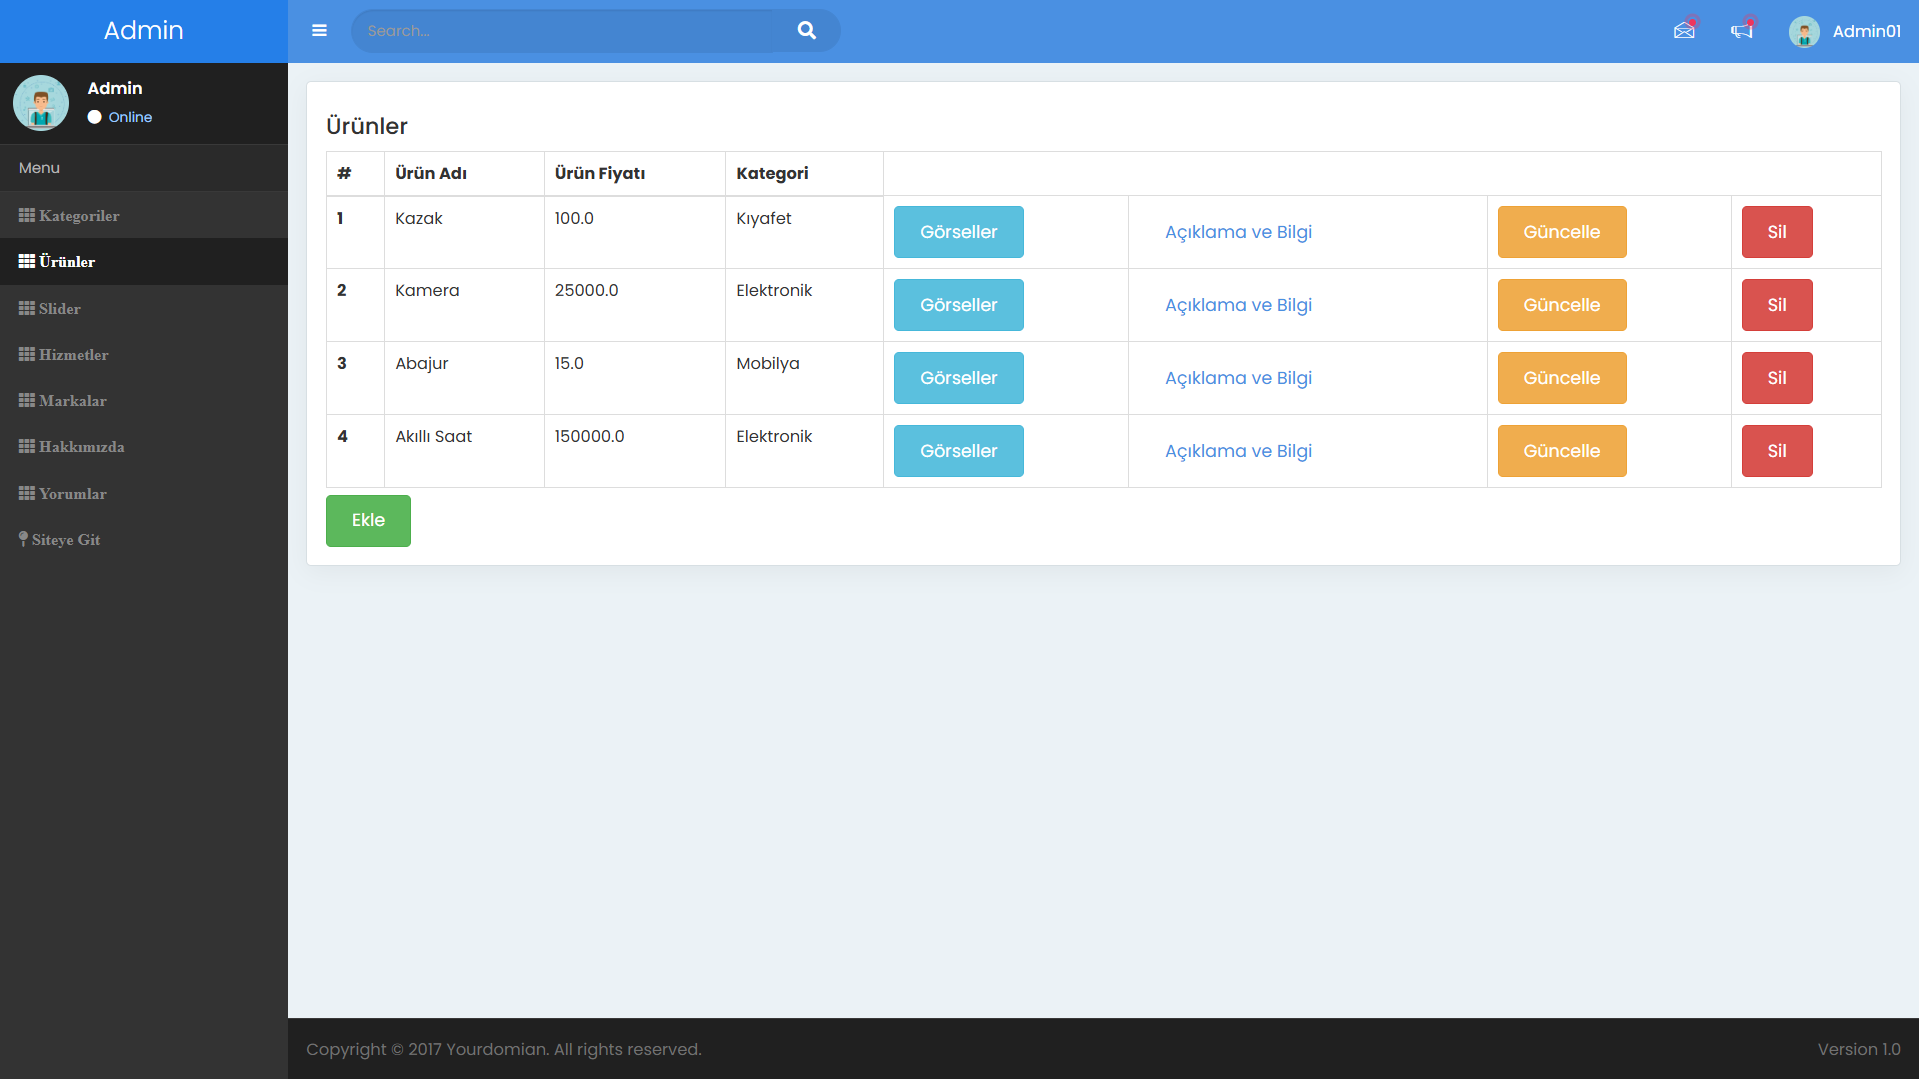 Admin
Search...
Admin01
Admin
Online
Menu
Kategoriler
Ürünler
Slider
Hizmetler
Markalar
Hakkımızda
Yorumlar
Siteye Git
Ürünler
# Ürün Adı Ürün Fiyatı Kategori
1 Kazak 100.0 Kıyafet Görseller Açıklama ve Bilgi Güncelle Sil
2 Kamera 25000.0 Elektronik Görseller Açıklama ve Bilgi Güncelle Sil
3 Abajur 15.0 Mobilya Görseller Açıklama ve Bilgi Güncelle Sil
4 Akıllı Saat 150000.0 Elektronik Görseller Açıklama ve Bilgi Güncelle Sil
Ekle
Copyright © 2017 Yourdomian. All rights reserved.
Version 1.0